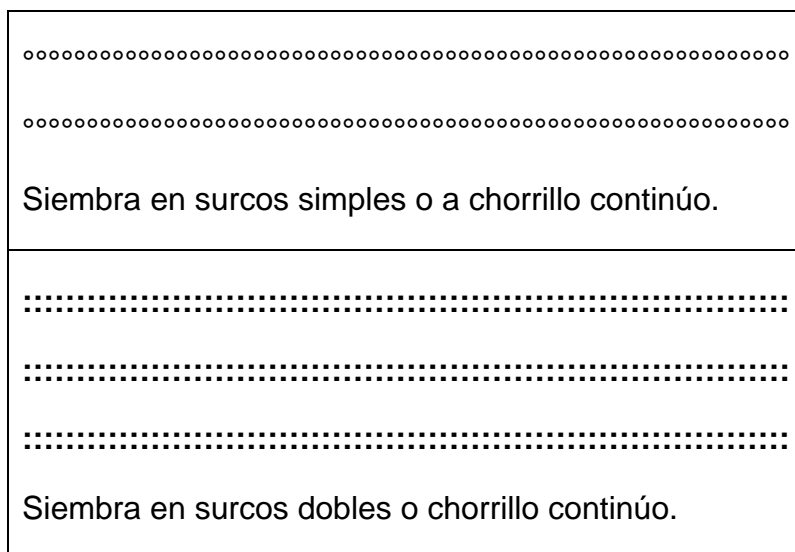 Siembra en surcos simples o a chorrillo continúo.
Siembra en surcos dobles o chorrillo continúo.